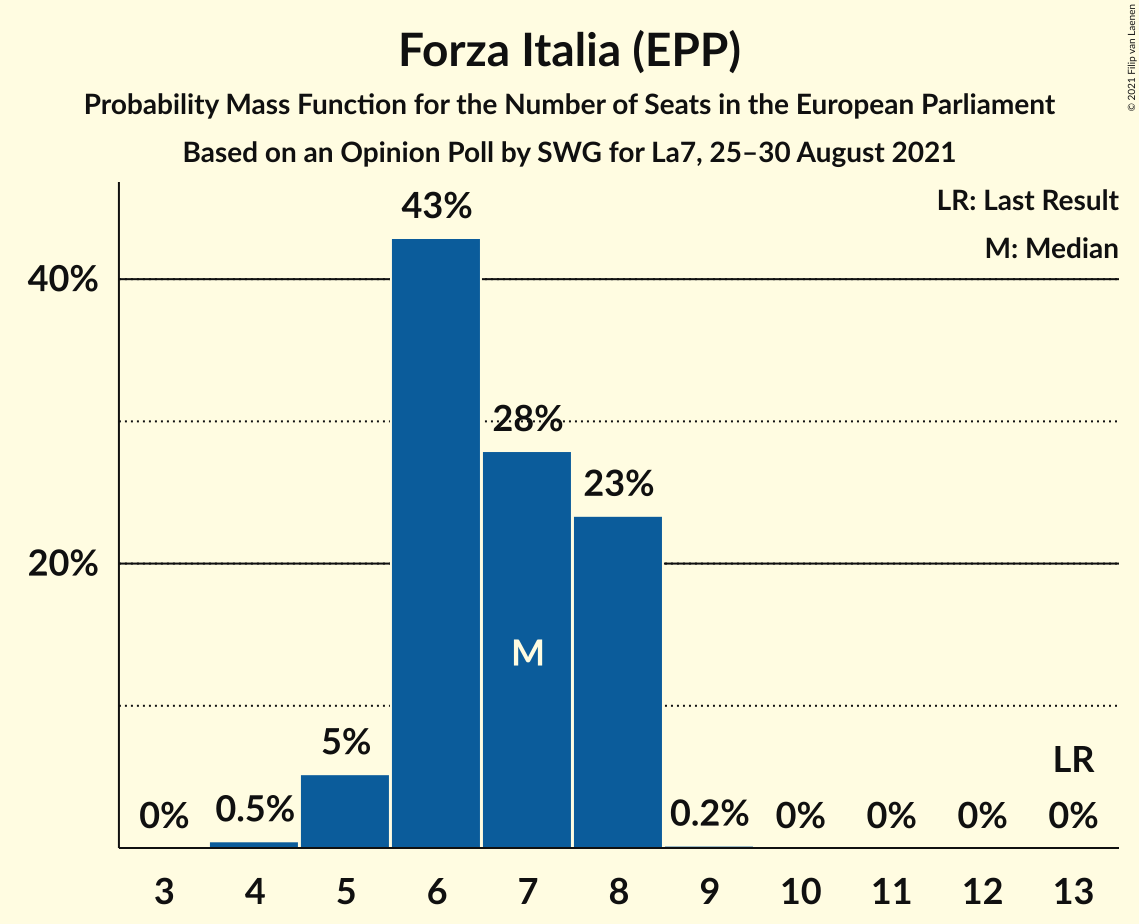 Forza Italia (EPP)
Probability Mass Function for the Number of Seats in the European Parliament
Based on an Opinion Poll by SWG for La7, 25–30 August 2021
© 2021 Filip van Laenen
LR: Last Result
M: Median
43%
40%
28%
23%
20%
M
5%
LR
0% 0.5% 0.2% 0% 0% 0% 0%
3 4 5 6 7 8 9 10 11 12 13